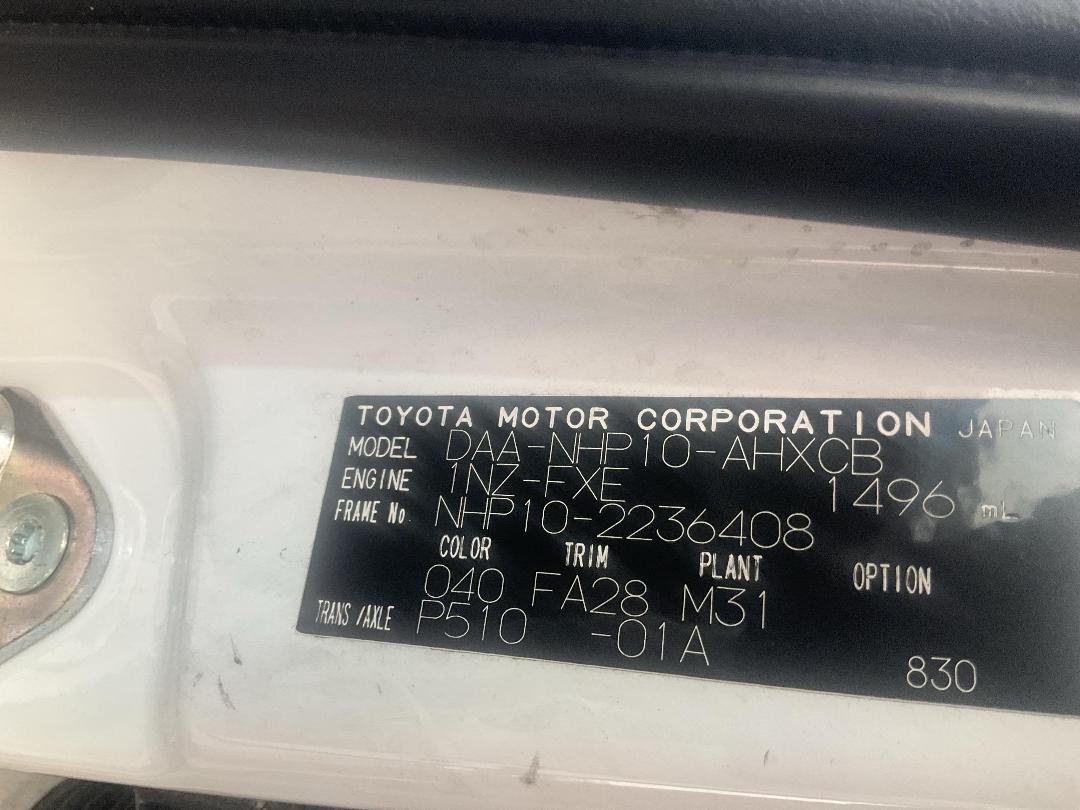 TOYOTA MOTOR CORPORATION JAPAN
MODEL DAA-NHP10-AHXCB
ENGINE 1NZ-FXE 1496 mL
FRAME No. NHP10-2236408
COLOR TRIM PLANT OPTION
040 FA28 M31
TRANS/AXLE P510 -01A
830